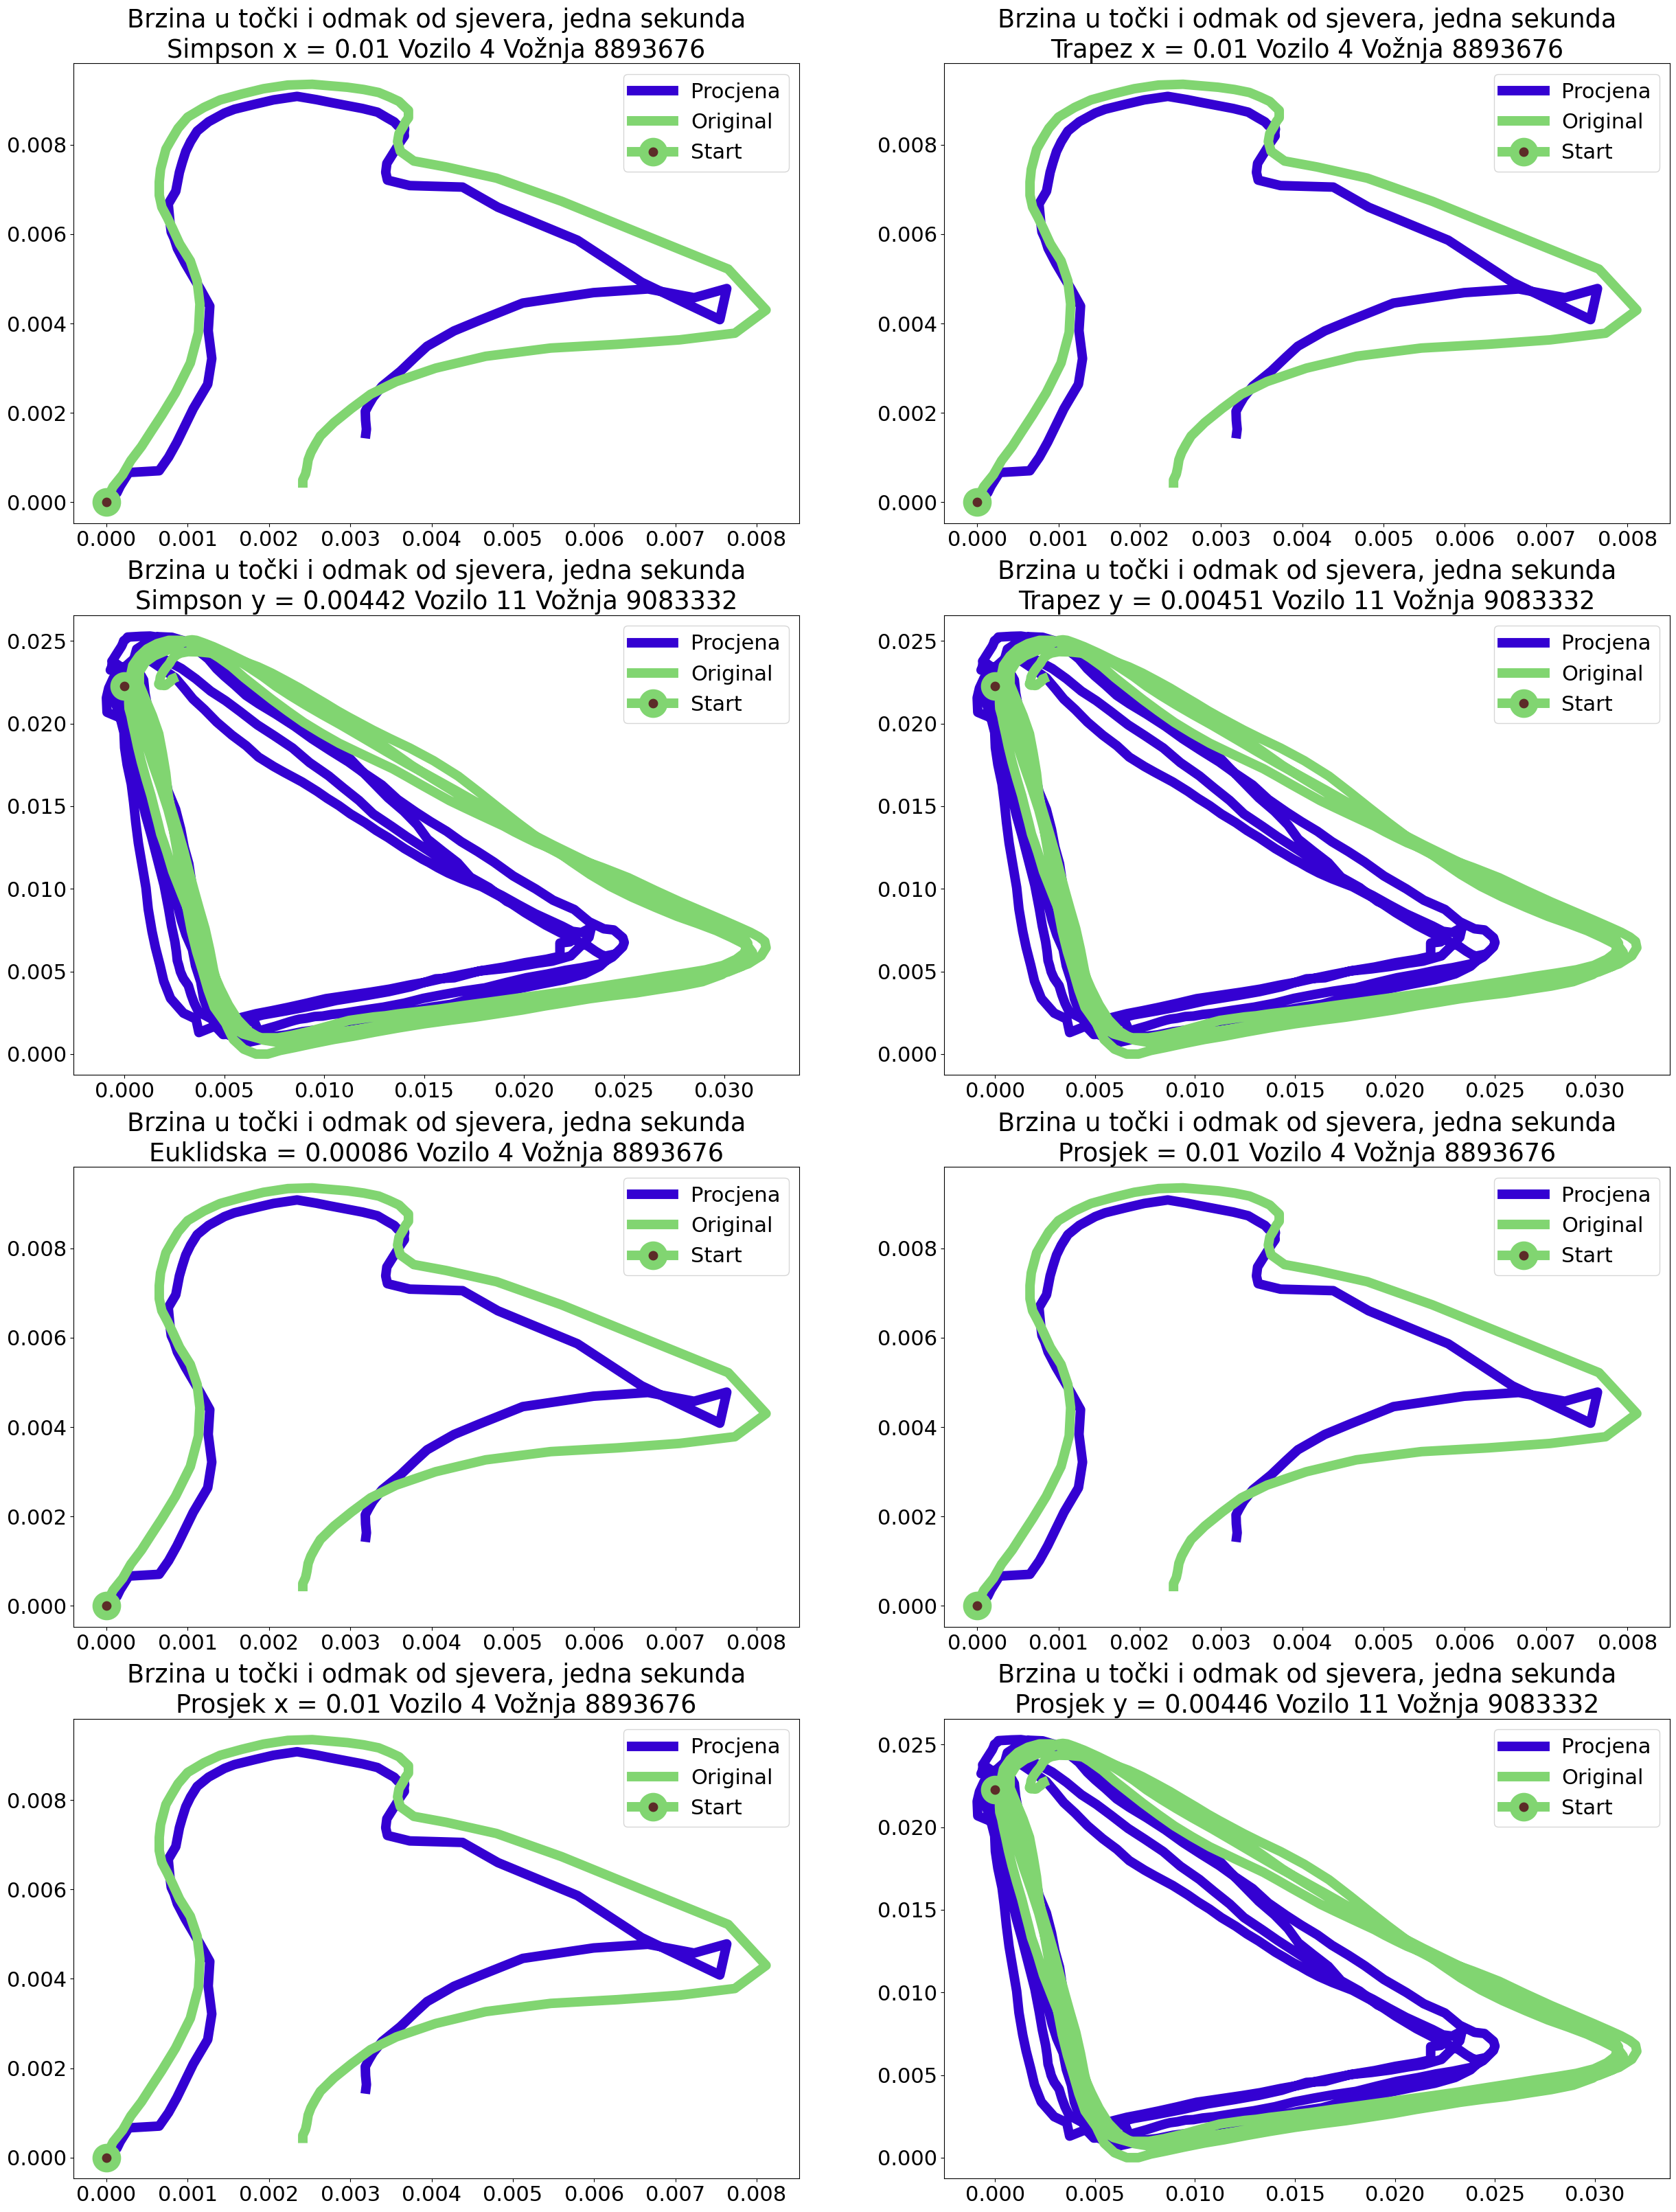 Brzina u točki i odmak od sjevera, jedna sekunda
Simpson x = 0.01 Vozilo 4 Vožnja 8893676
Procjena
Original
Start
0.008
0.006
0.004
0.002
0.000
0.000 0.001 0.002 0.003 0.004 0.005 0.006 0.007 0.008
Brzina u točki i odmak od sjevera, jedna sekunda
Trapez x = 0.01 Vozilo 4 Vožnja 8893676
Procjena
Original
Start
0.008
0.006
0.004
0.002
0.000
0.000 0.001 0.002 0.003 0.004 0.005 0.006 0.007 0.008
Brzina u točki i odmak od sjevera, jedna sekunda
Simpson y = 0.00442 Vozilo 11 Vožnja 9083332
Procjena
Original
Start
0.025
0.020
0.015
0.010
0.005
0.000
0.000 0.005 0.010 0.015 0.020 0.025 0.030
Brzina u točki i odmak od sjevera, jedna sekunda
Trapez y = 0.00451 Vozilo 11 Vožnja 9083332
Procjena
Original
Start
0.025
0.020
0.015
0.010
0.005
0.000
0.000 0.005 0.010 0.015 0.020 0.025 0.030
Brzina u točki i odmak od sjevera, jedna sekunda
Euklidska = 0.00086 Vozilo 4 Vožnja 8893676
Procjena
Original
Start
0.008
0.006
0.004
0.002
0.000
0.000 0.001 0.002 0.003 0.004 0.005 0.006 0.007 0.008
Brzina u točki i odmak od sjevera, jedna sekunda
Prosjek = 0.01 Vozilo 4 Vožnja 8893676
Procjena
Original
Start
0.008
0.006
0.004
0.002
0.000
0.000 0.001 0.002 0.003 0.004 0.005 0.006 0.007 0.008
Brzina u točki i odmak od sjevera, jedna sekunda
Prosjek x = 0.01 Vozilo 4 Vožnja 8893676
Procjena
Original
Start
0.008
0.006
0.004
0.002
0.000
0.000 0.001 0.002 0.003 0.004 0.005 0.006 0.007 0.008
Brzina u točki i odmak od sjevera, jedna sekunda
Prosjek y = 0.00446 Vozilo 11 Vožnja 9083332
Procjena
Original
Start
0.025
0.020
0.015
0.010
0.005
0.000
0.000 0.005 0.010 0.015 0.020 0.025 0.030